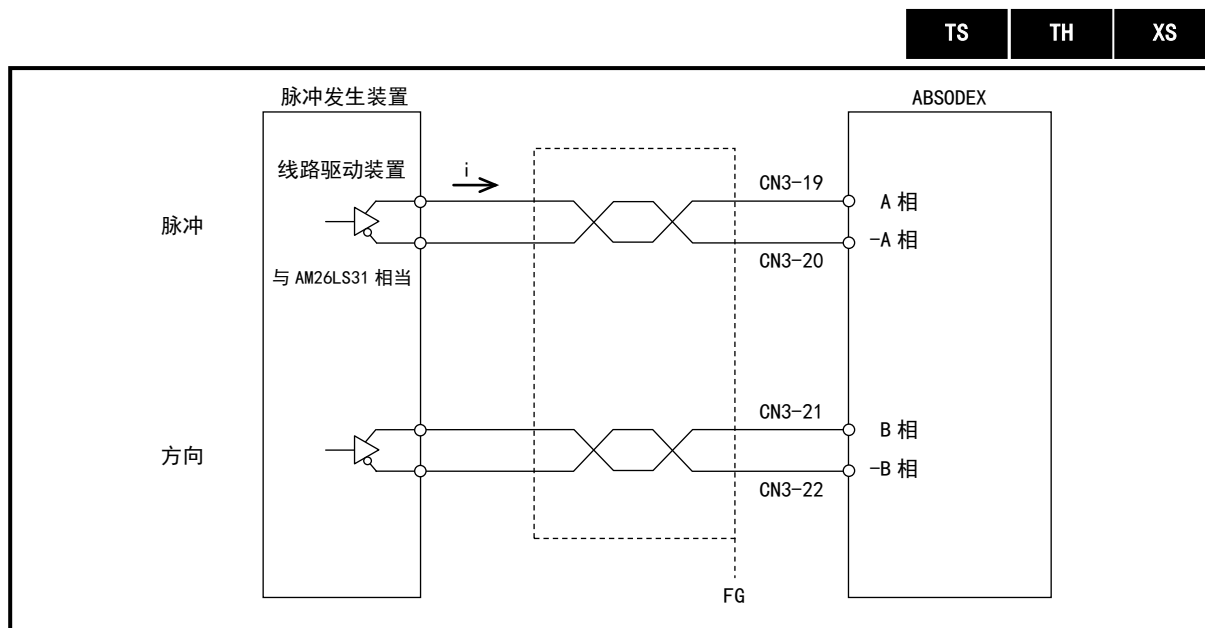 TS TH XS
脉冲发生装置
ABSODEX
线路驱动装置
i
CN3-19
A 相
脉冲
-A 相
CN3-20
与 AM26LS31 相当
CN3-21
B 相
方向
-B 相
CN3-22
FG